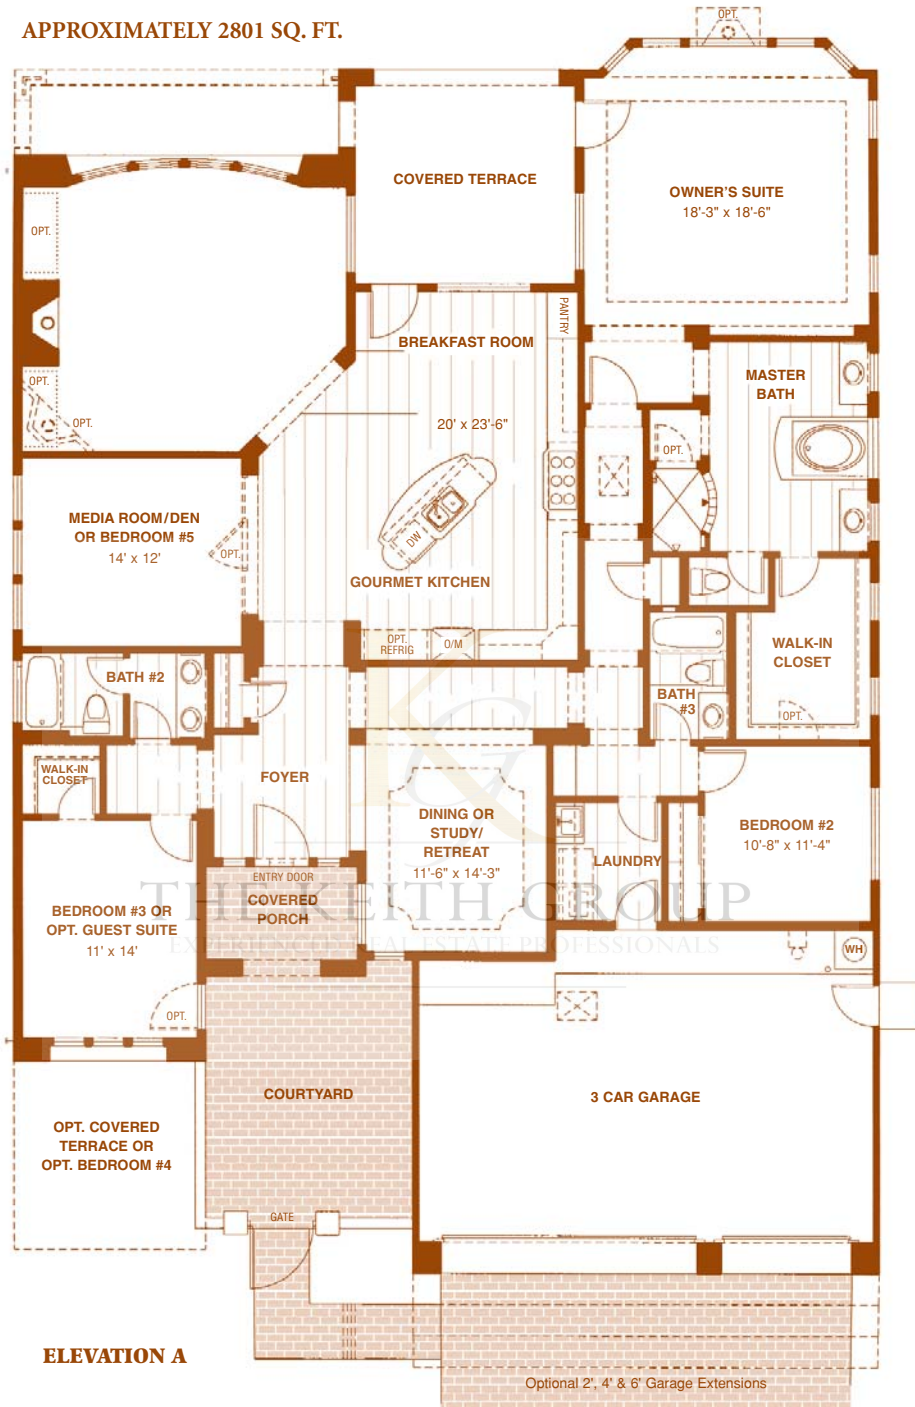 APPROXIMATELY 2801 SQ. FT.
OPT.
COVERED TERRACE
OWNER'S SUITE
18'-3" x 18'-6"
OPT.
PANTRY
BREAKFAST ROOM
MASTER
BATH
OPT.
OPT.
20' x 23'-6"
OPT.
MEDIA ROOM/DEN
OR BEDROOM #5
14' x 12'
OPT.
DW
GOURMET KITCHEN
OPT.
REFRIG
O/M
WALK-IN
CLOSET
OPT.
BATH #2
BATH
#3
WALK-IN
CLOSET
FOYER
DINING OR
STUDY/
RETREAT
11'-6" x 14'-3"
BEDROOM #2
10'-8" x 11'-4"
LAUNDRY
ENTRY DOOR
COVERED
PORCH
THE KEITH GROUP
EXPERIENCED REAL ESTATE PROFESSIONALS
BEDROOM #3 OR
OPT. GUEST SUITE
11' x 14'
OPT.
WH
COURTYARD
3 CAR GARAGE
OPT. COVERED
TERRACE OR
OPT. BEDROOM #4
GATE
ELEVATION A
Optional 2', 4' & 6' Garage Extensions
KG